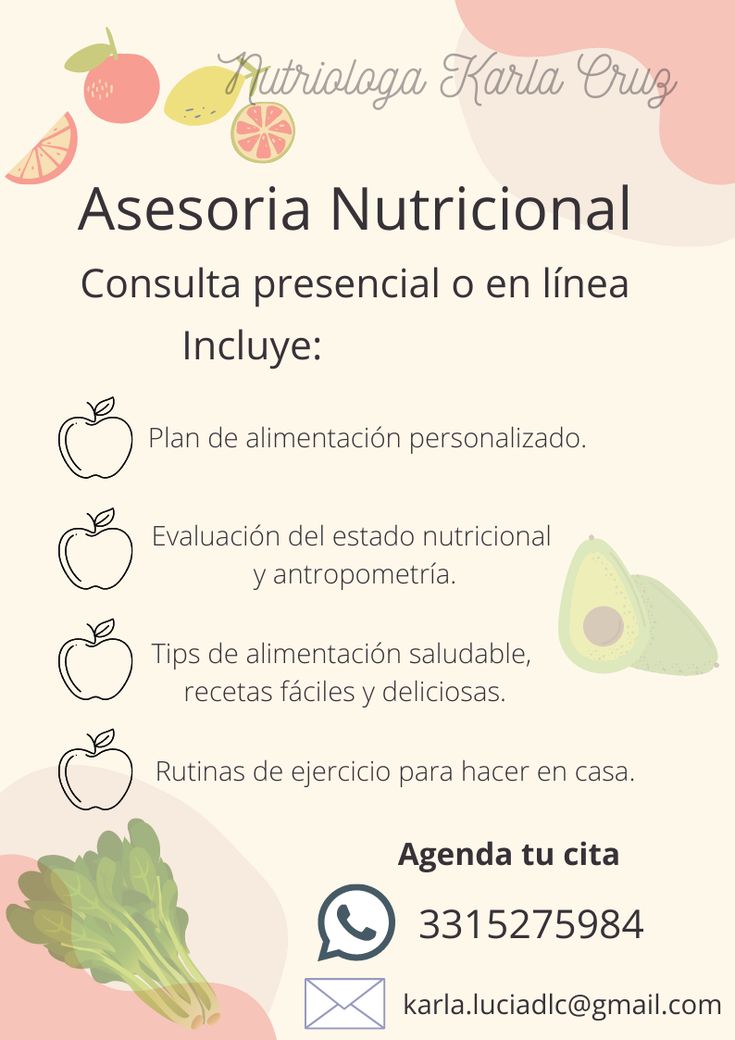 Nutriologa Karla Cruz
Asesoria Nutricional
Consulta presencial o en línea
Incluye:
Plan de alimentación personalizado.
Evaluación del estado nutricional
y antropometría.
Tips de alimentación saludable,
recetas fáciles y deliciosas.
Rutinas de ejercicio para hacer en casa.
Agenda tu cita
3315275984
karla.luciadlc@gmail.com